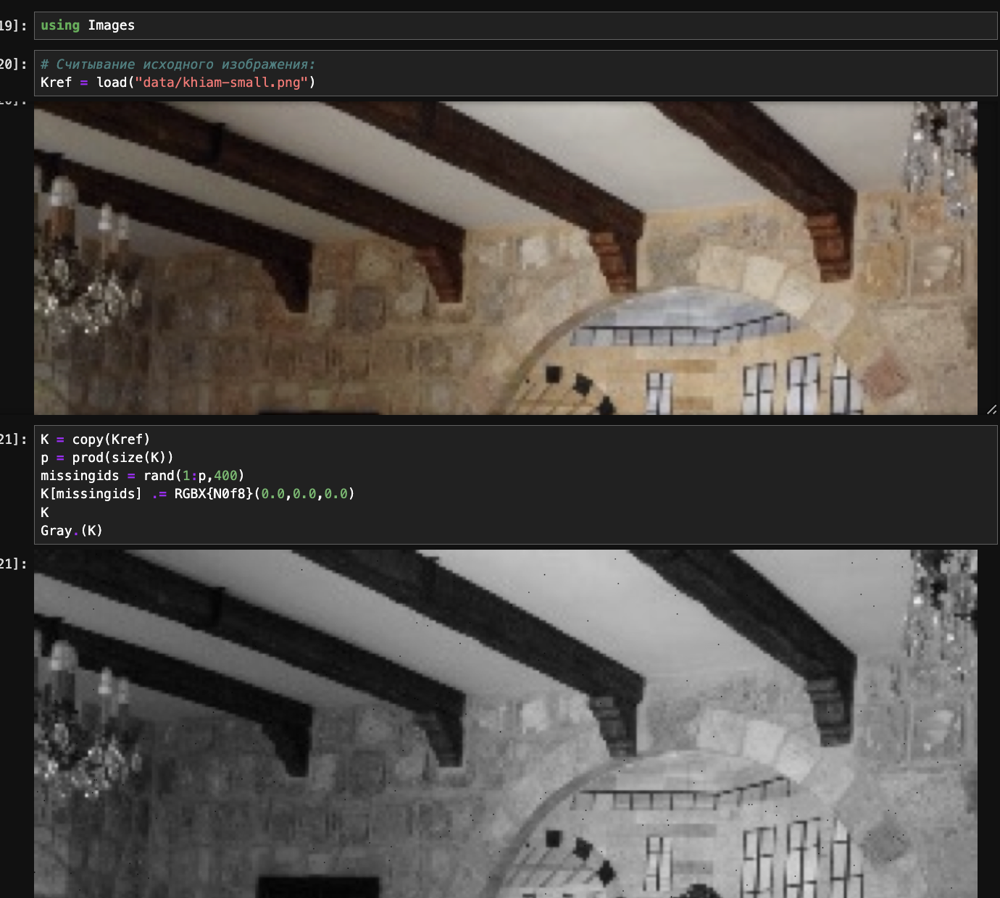 19]:
using Images
20]:
# Считывание исходного изображения:
Kref = load("data/khiam-small.png")
21]:
K = copy(Kref)
p = prod(size(K))
missingids = rand(1:p,400)
K[missingids] .= RGBX{N0f8}(0.0,0.0,0.0)
K
Gray.(K)
21]: